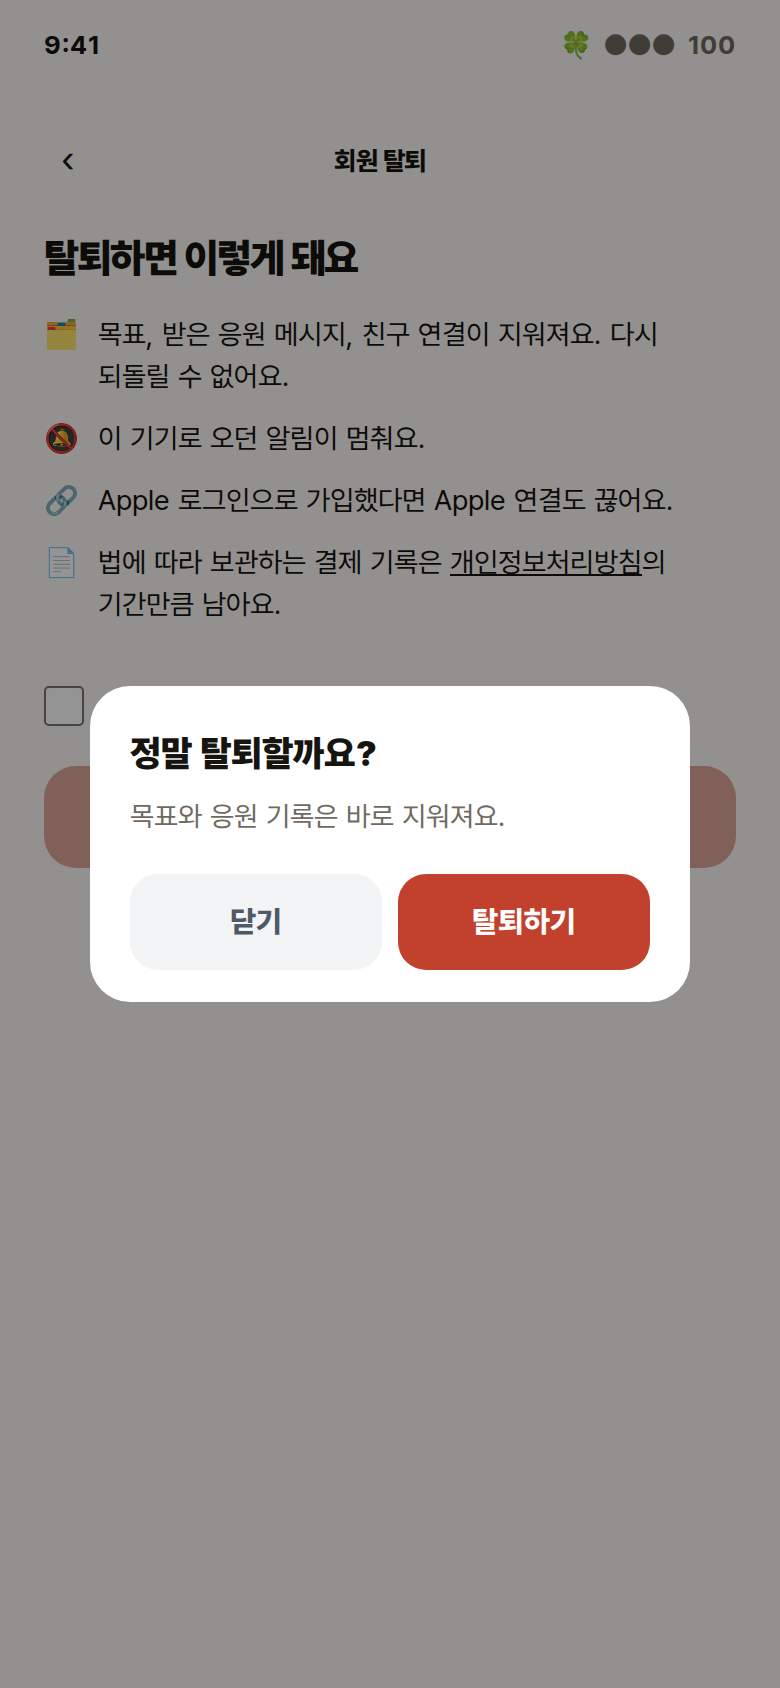 9:41
100
‹
회원 탈퇴
탈퇴하면 이렇게 돼요
목표, 받은 응원 메시지, 친구 연결이 지워져요. 다시
되돌릴 수 없어요.
이 기기로 오던 알림이 멈춰요.
Apple 로그인으로 가입했다면 Apple 연결도 끊어요.
법에 따라 보관하는 결제 기록은 개인정보처리방침의
기간만큼 남아요.
정말 탈퇴할까요?
목표와 응원 기록은 바로 지워져요.
닫기
탈퇴하기